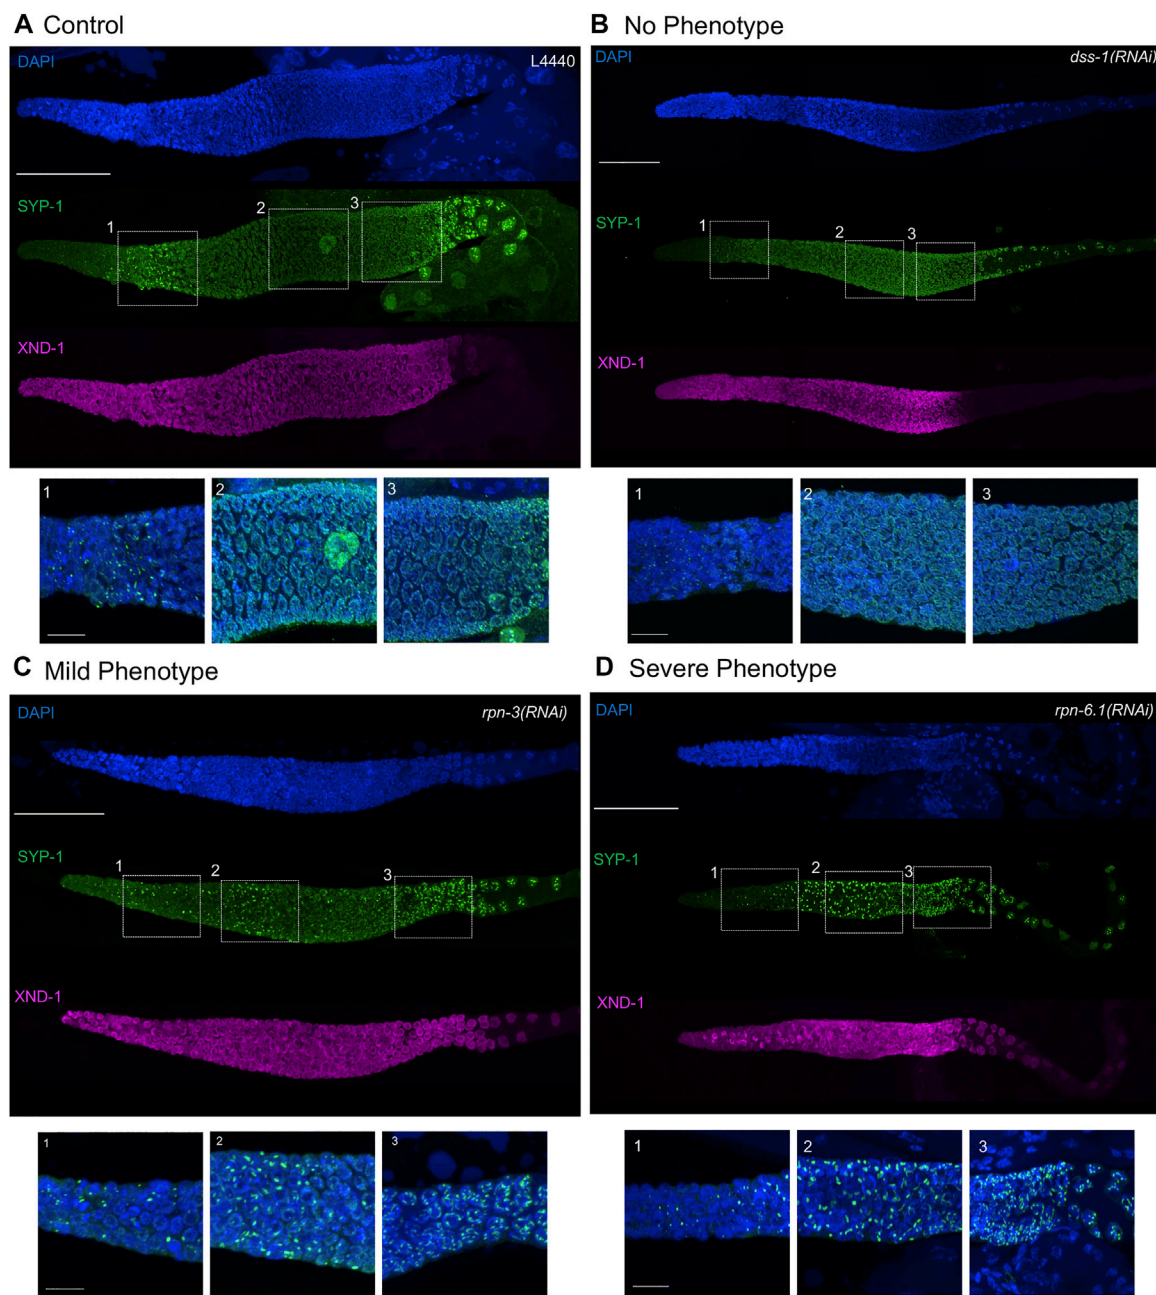 A Control
DAPI
L4440
SYP-1
1
2
3
XND-1
1
2
3
B No Phenotype
DAPI
dss-1(RNAi)
SYP-1
1
2
3
XND-1
1
2
3
C Mild Phenotype
DAPI
rpn-3(RNAi)
SYP-1
1
2
3
XND-1
1
2
3
D Severe Phenotype
DAPI
rpn-6.1(RNAi)
SYP-1
1
2
3
XND-1
1
2
3